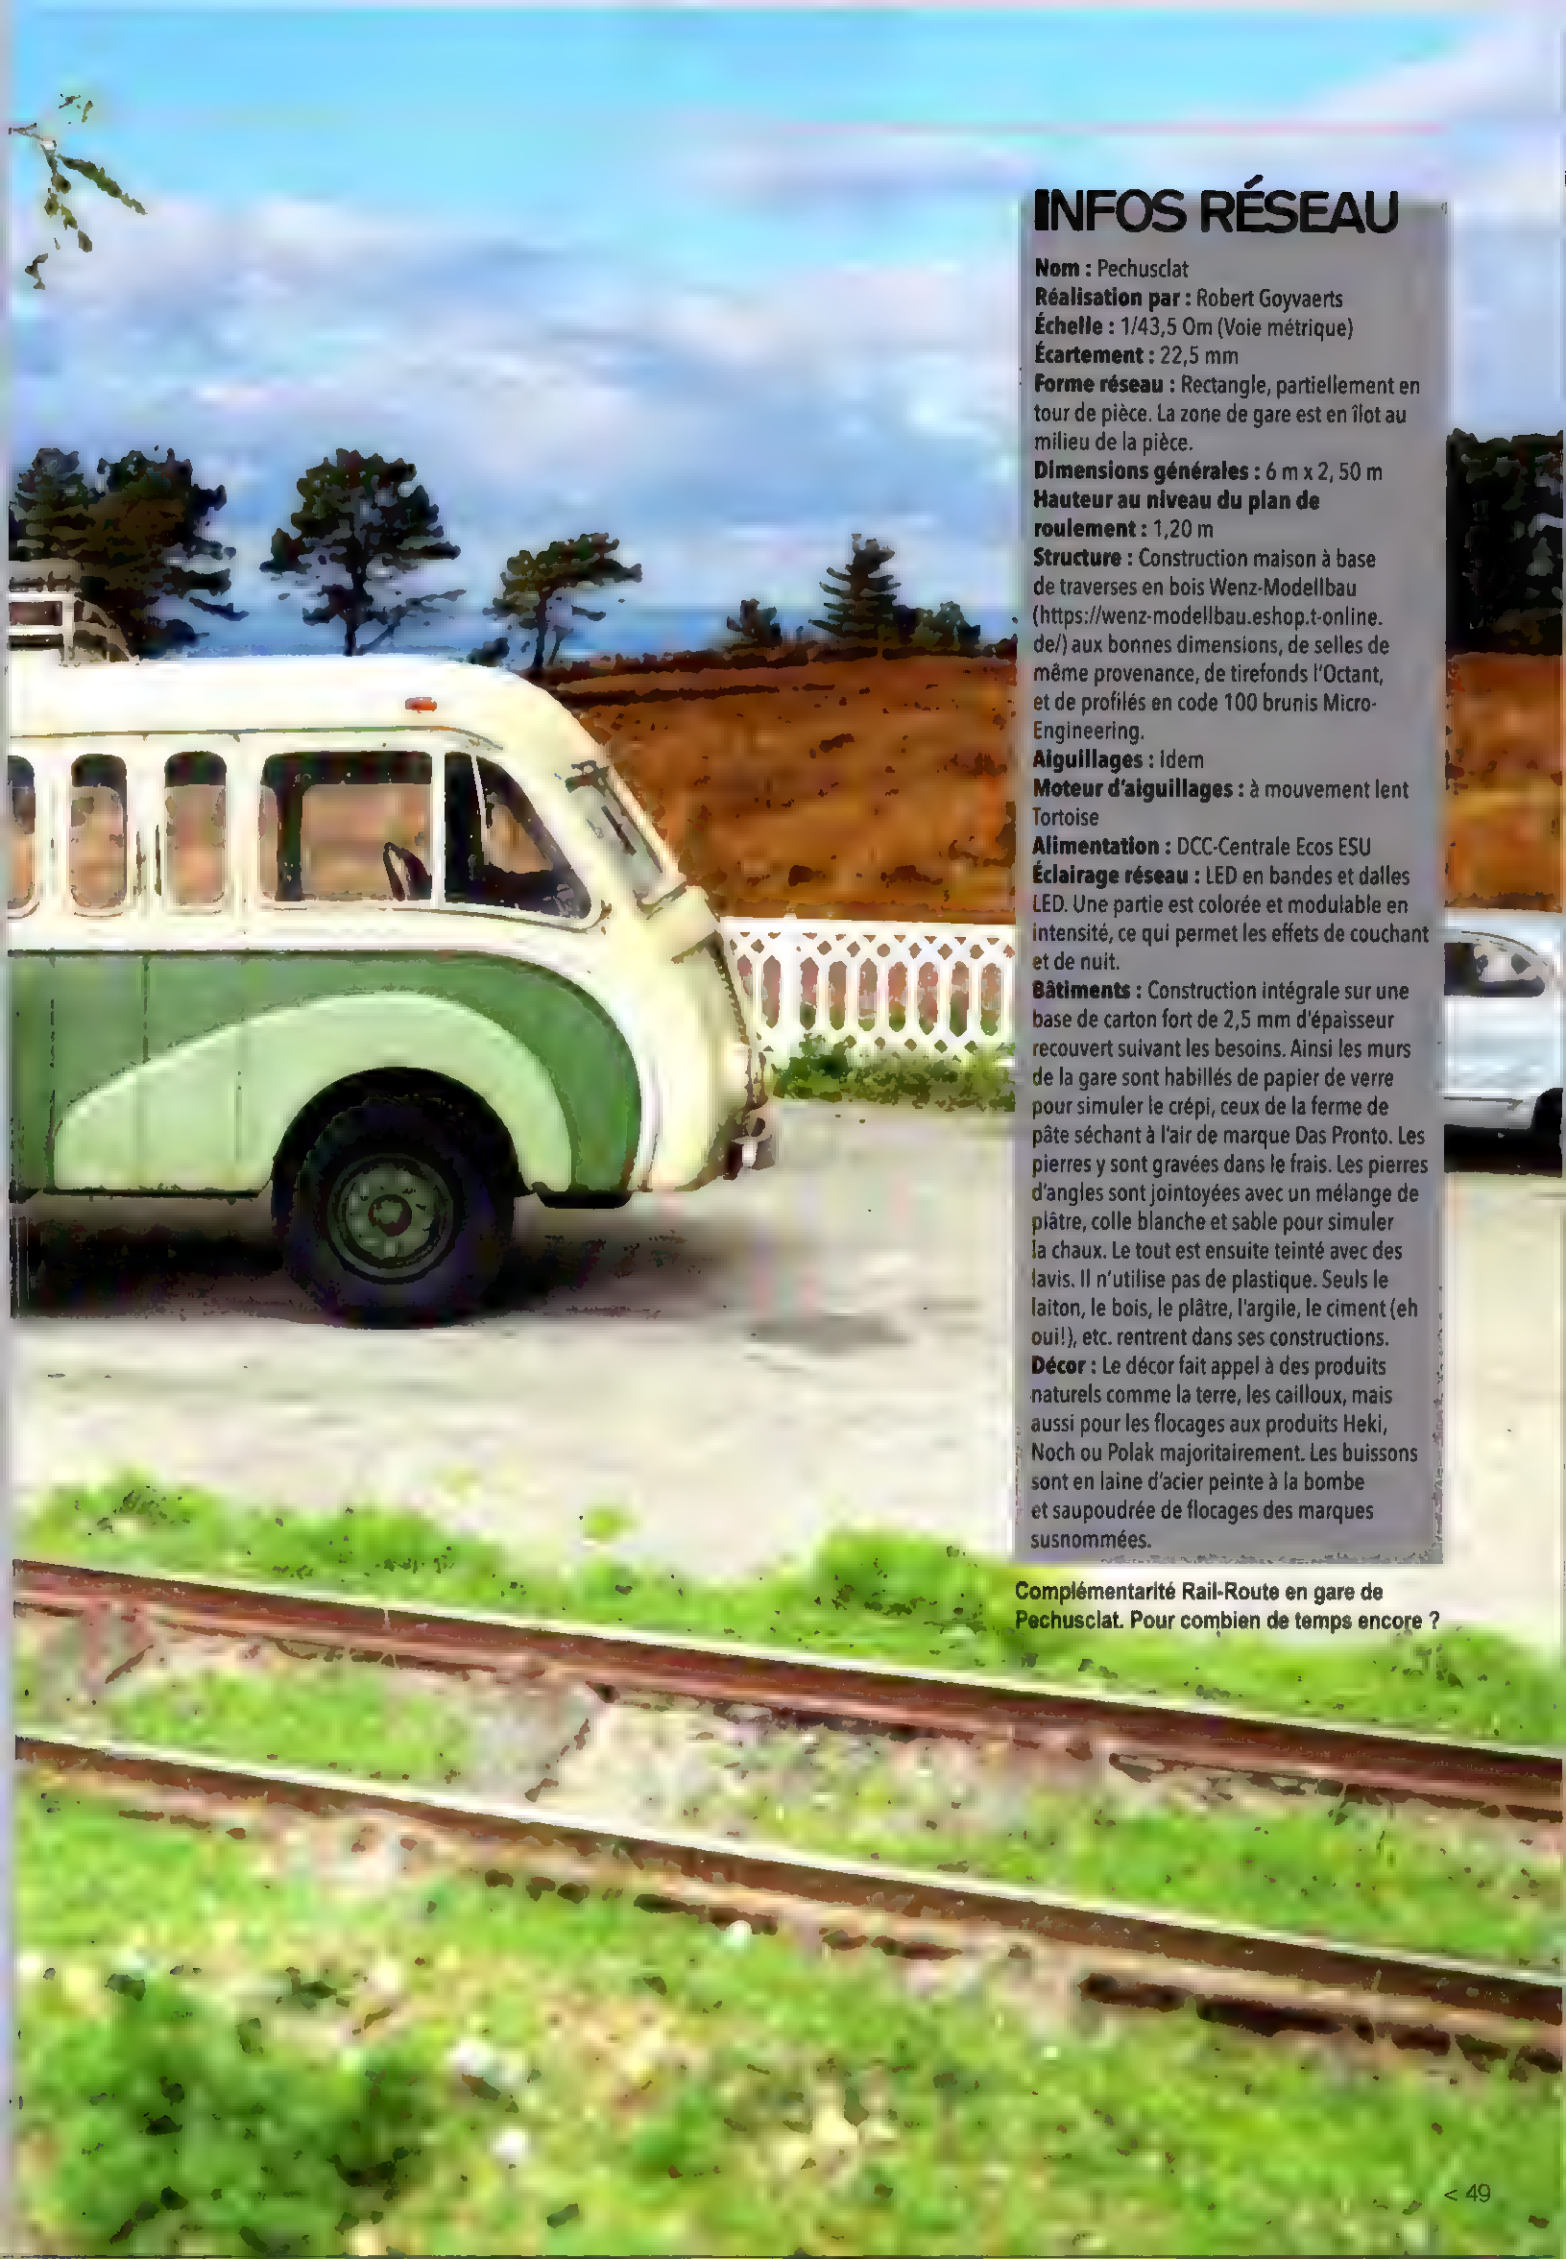 INFOS RÉSEAU
Nom : Pechusclat
Réalisation par : Robert Goyvaerts
Échelle : 1/43,5 0m (Voie métrique)
Écartement : 22,5 mm
Forme réseau : Rectangle, partiellement en
tour de pièce. La zone de gare est en îlot au
milieu de la pièce.
Dimensions générales : 6 m x 2, 50 m
Hauteur au niveau du plan de
roulement : 1,20 m
Structure : Construction maison à base
de traverses en bois Wenz-Modellbau
(https://wenz-modellbau.eshop.t-online.
de/) aux bonnes dimensions, de selles de
même provenance, de tirefonds l'Octant,
et de profilés en code 100 brunis Micro-
Engineering.
Aiguillages : idem
Moteur d'aiguillages : à mouvement lent
Tortoise
Alimentation : DCC-Centrale Ecos ESU
Éclairage réseau : LED en bandes et dalles
LED. Une partie est colorée et modulable en
intensité, ce qui permet les effets de couchant
et de nuit.
Bâtiments : Construction intégrale sur une
base de carton fort de 2,5 mm d'épaisseur
recouvert suivant les besoins. Ainsi les murs
de la gare sont habillés de papier de verre
pour simuler le crépi, ceux de la ferme de
pâte séchant à l'air de marque Das Pronto. Les
pierres y sont gravées dans le frais. Les pierres
d'angles sont jointoyées avec un mélange de
plâtre, colle blanche et sable pour simuler
la chaux. Le tout est ensuite teinté avec des
lavis. Il n'utilise pas de plastique. Seuls le
laiton, le bois, le plâtre, l'argile, le ciment (eh
oui!), etc. rentrent dans ses constructions.
Décor : Le décor fait appel à des produits
naturels comme la terre, les cailloux, mais
aussi pour les flocages aux produits Heki,
Noch ou Polak majoritairement. Les buissons
sont en laine d'acier peinte à la bombe
et saupoudrée de flocages des marques
susnommées.
Complémentarité Rail-Route en gare de
Pechusclat. Pour combien de temps encore ?
< 49